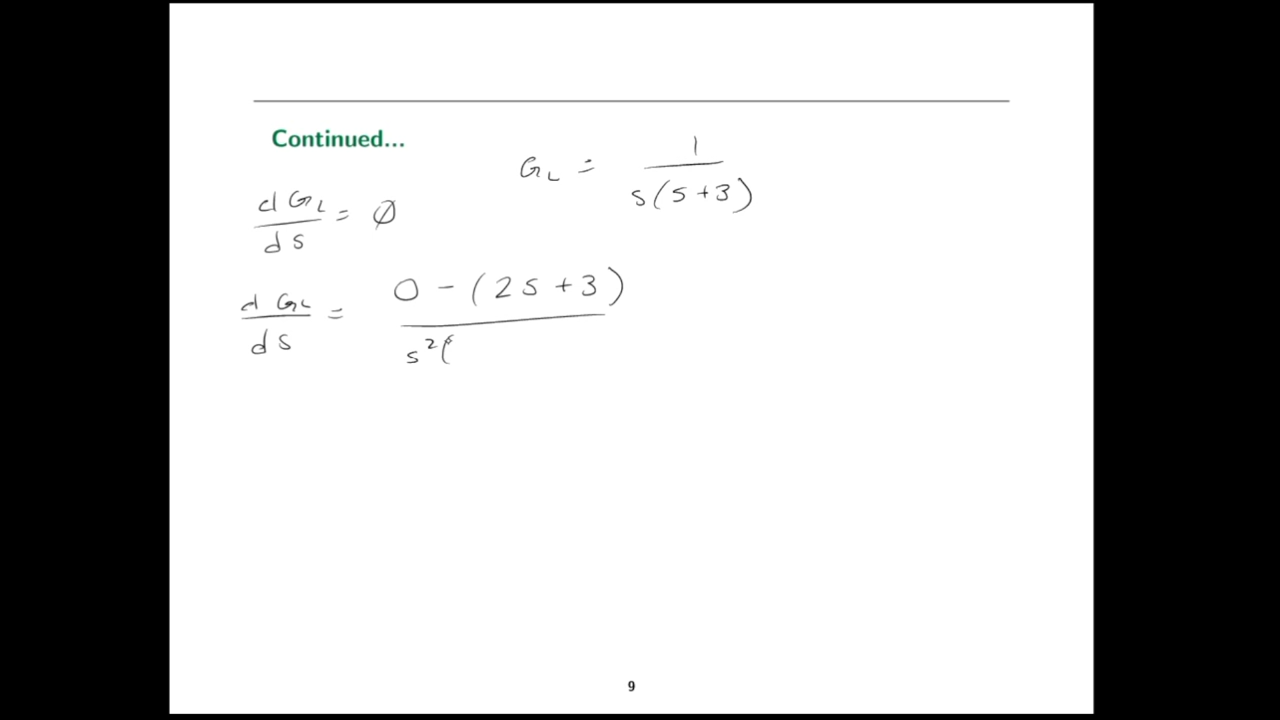 Continued...
G_L = 1 / s(s+3)
dG_L / ds = ∅
dG_L / ds = 0 - (2s+3) / s²(
9